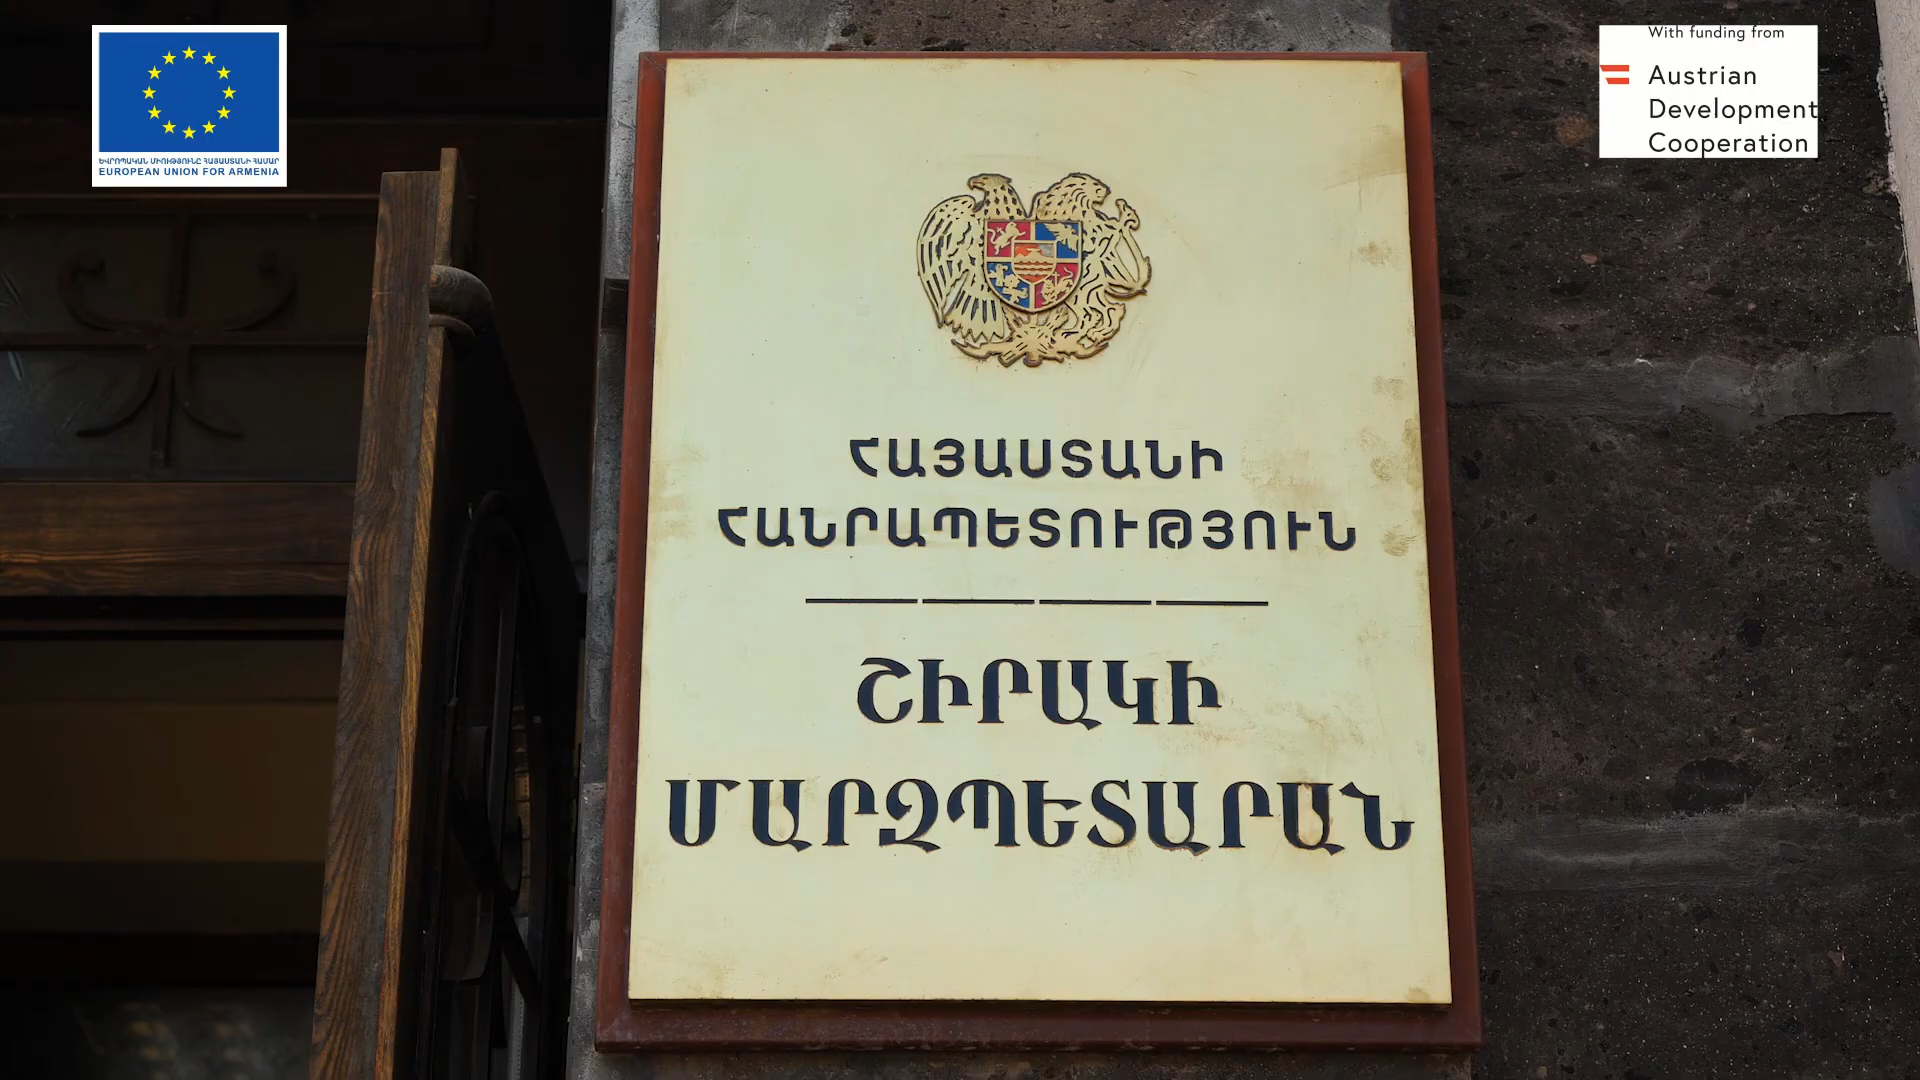 ԵՎՐՈՊԱԿԱՆ ՄԻՈՒԹՅՈՒՆԸ ՀԱՅԱՍՏԱՆԻ ՀԱՄԱՐ
EUROPEAN UNION FOR ARMENIA
With funding from
Austrian
Development
Cooperation
ՀԱՅԱՍՏԱՆԻ
ՀԱՆՐԱՊԵՏՈՒԹՅՈՒՆ
ՇԻՐԱԿԻ
ՄԱՐԶՊԵՏԱՐԱՆ